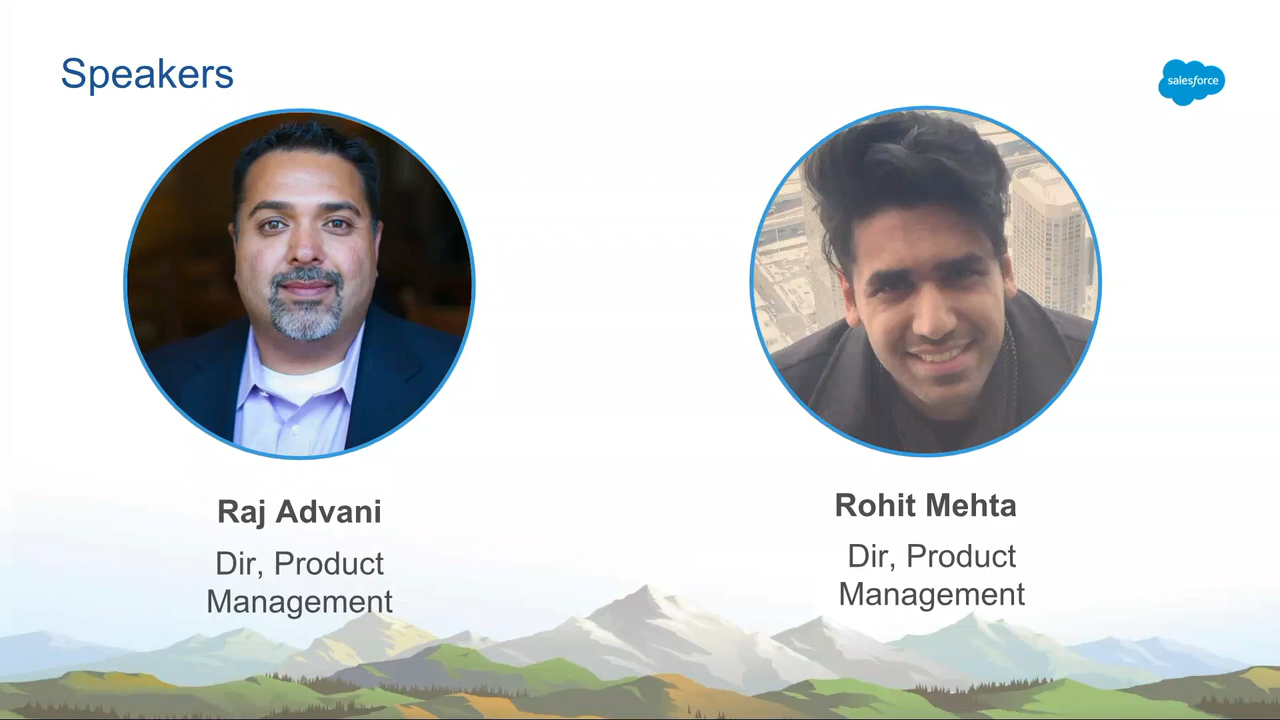 Speakers
salesforce
Raj Advani
Dir, Product
Management
Rohit Mehta
Dir, Product
Management